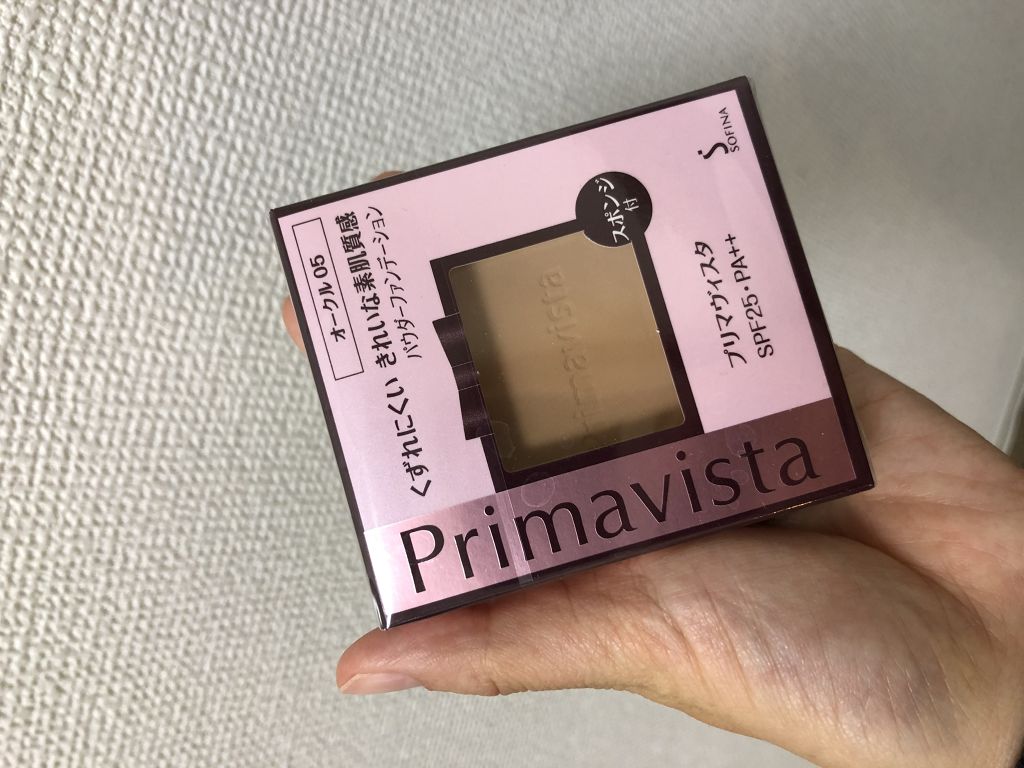 オークル05
くずれにくい きれいな素肌質感
パウダーファンデーション
スポンジ
付
Primavista
プリマヴィスタ
SPF25・PA++
SOFINA
Primavista